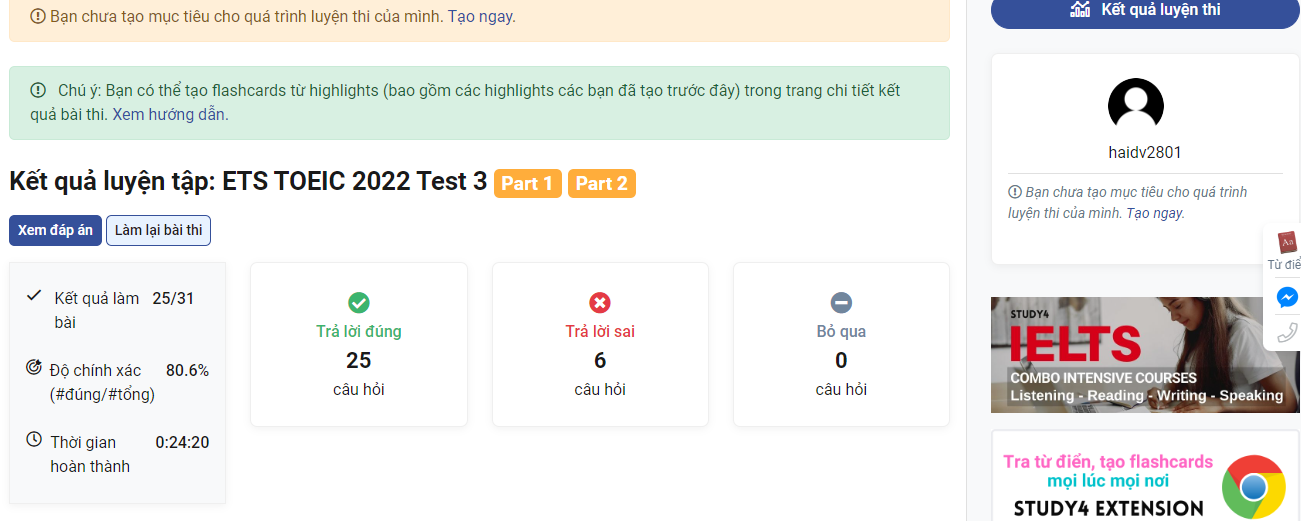 Bạn chưa tạo mục tiêu cho quá trình luyện thi của mình. Tạo ngay.
Chú ý: Bạn có thể tạo flashcards từ highlights (bao gồm các highlights các bạn đã tạo trước đây) trong trang chi tiết kết
quả bài thi. Xem hướng dẫn.
Kết quả luyện tập: ETS TOEIC 2022 Test 3 Part 1 Part 2
Xem đáp án Làm lại bài thi
Kết quả làm 25/31
bài
Độ chính xác 80.6%
(#đúng/#tổng)
Thời gian 0:24:20
hoàn thành
Trả lời đúng
25
câu hỏi
Trả lời sai
6
câu hỏi
Bỏ qua
0
câu hỏi
Kết quả luyện thi
haidv2801
Bạn chưa tạo mục tiêu cho quá trình
luyện thi của mình. Tạo ngay.
Aa
Từ điể
STUDY4
IELTS
COMBO INTENSIVE COURSES
Listening - Reading - Writing - Speaking
Tra từ điển, tạo flashcards
mọi lúc mọi nơi
STUDY4 EXTENSION